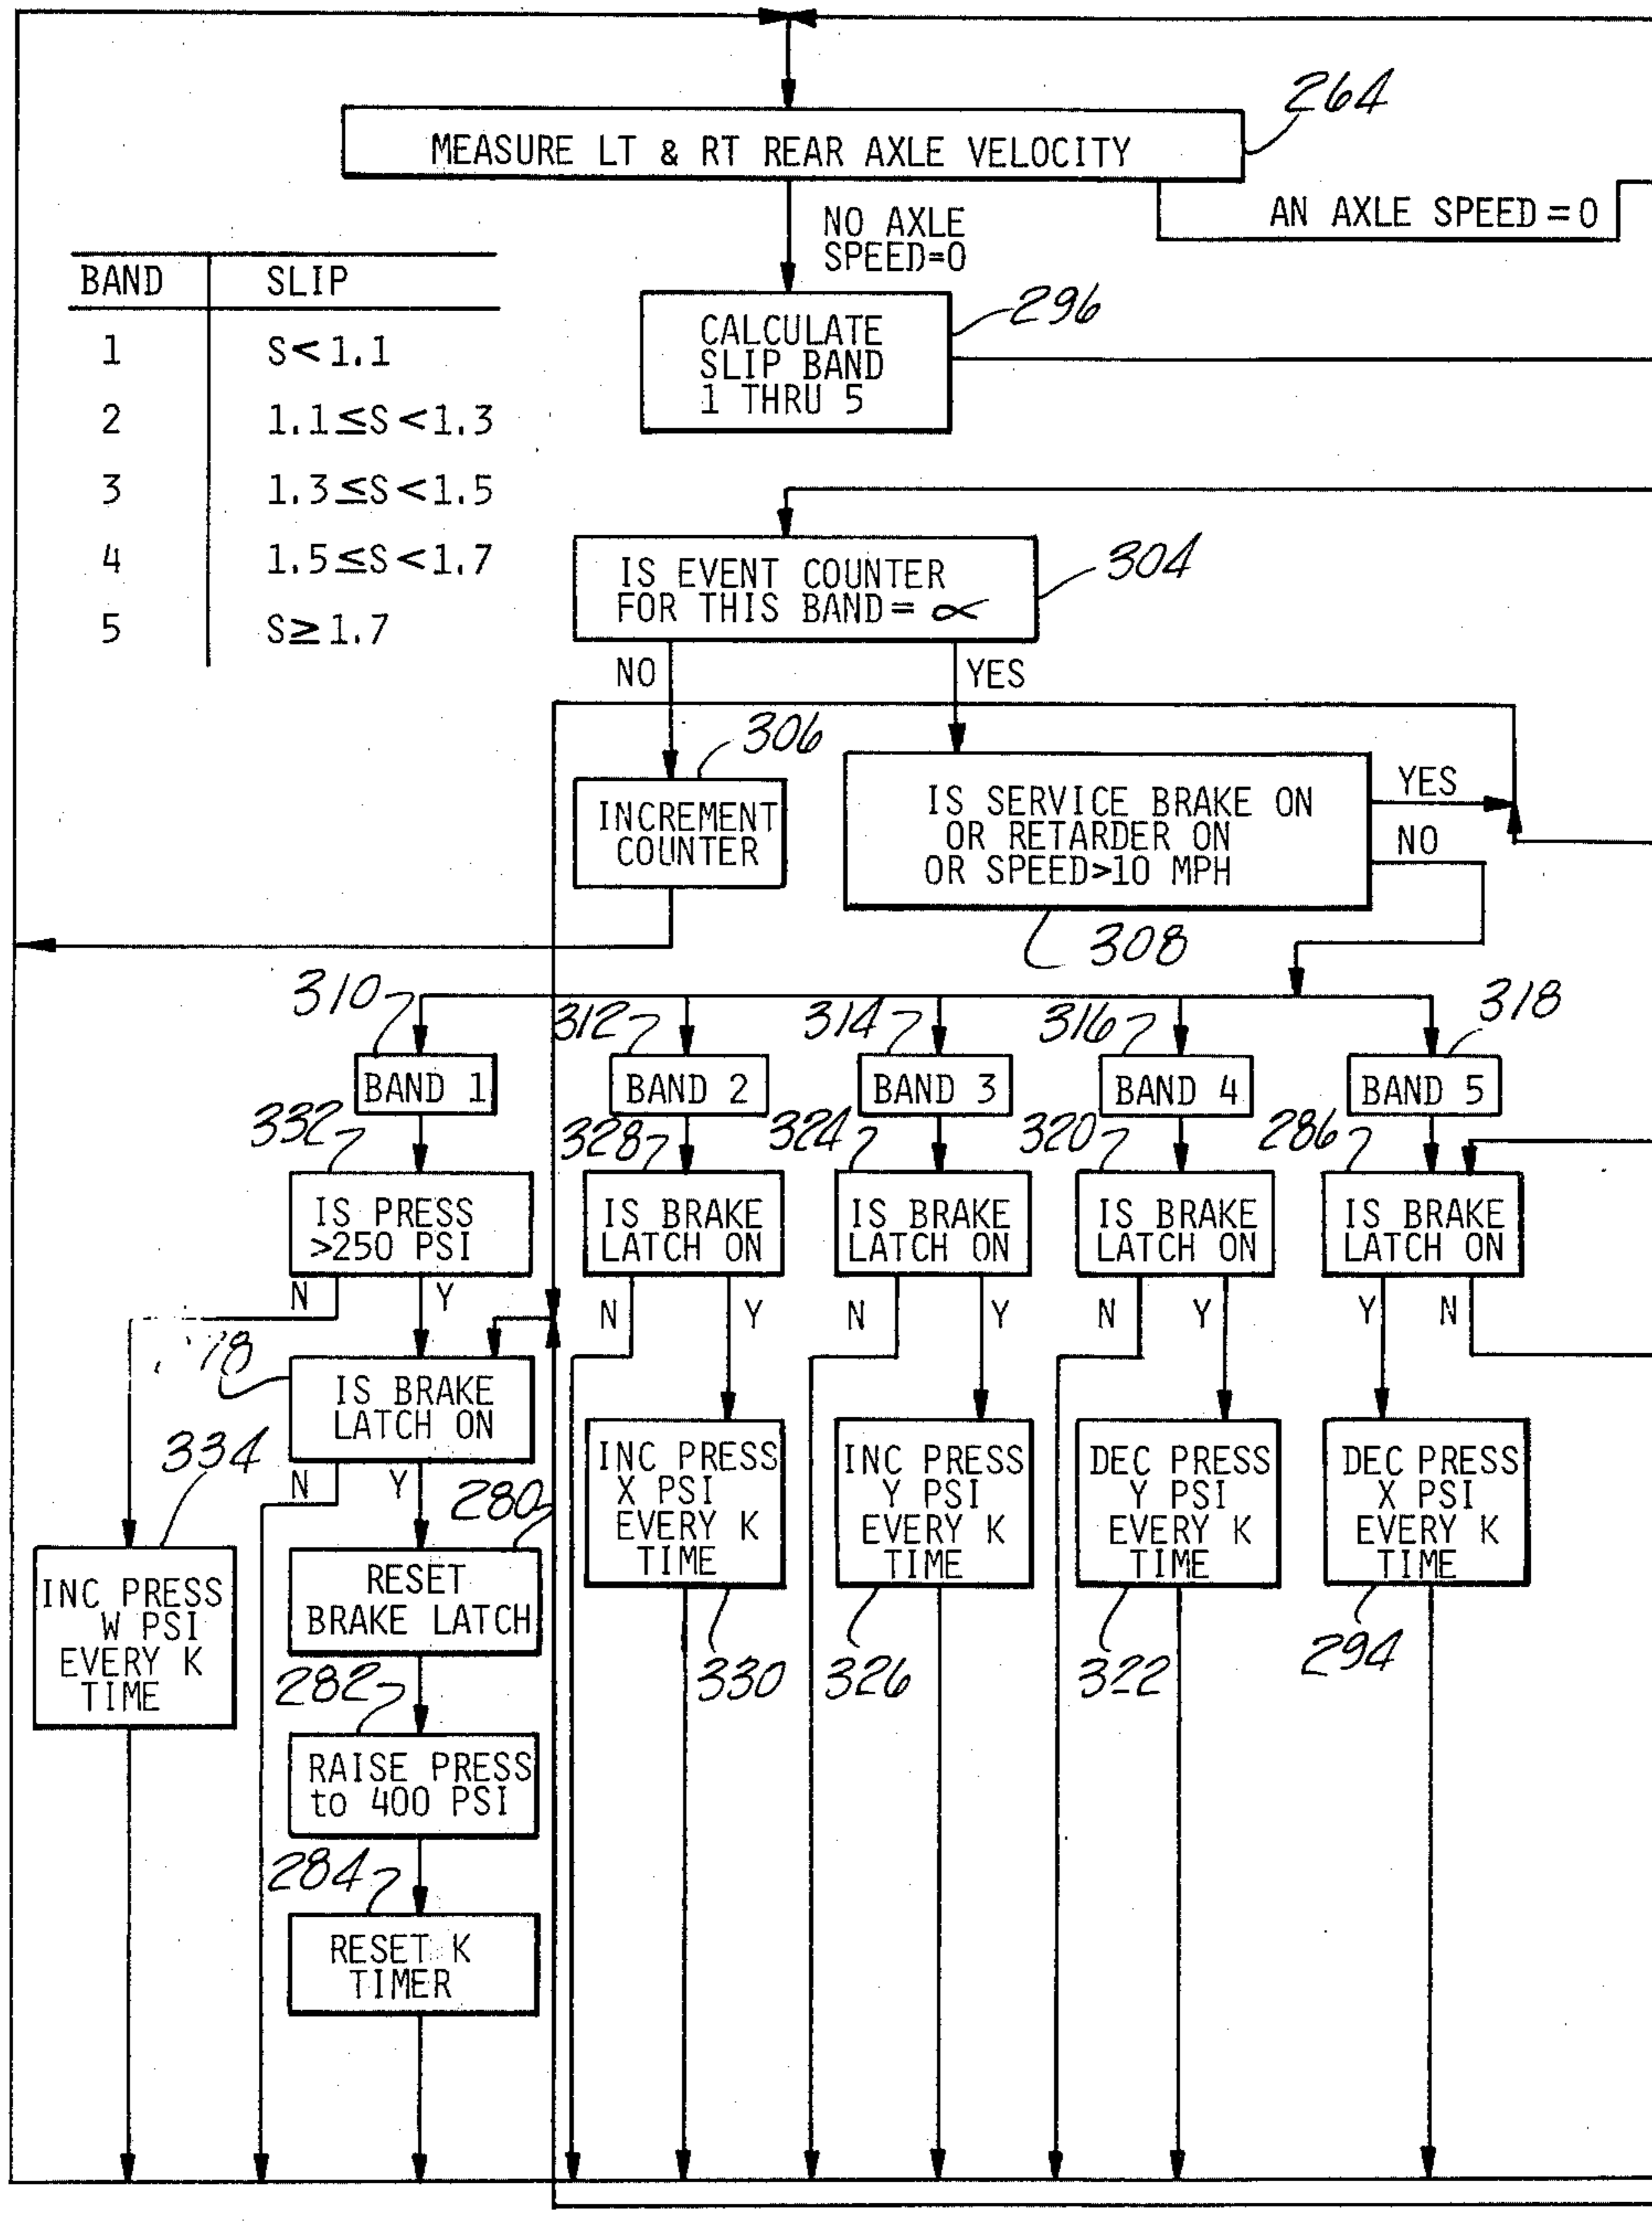 264
MEASURE LT & RT REAR AXLE VELOCITY
NO AXLE
SPEED=0
AN AXLE SPEED=0
BAND SLIP
1 S<1.1
2 1.1≤S<1.3
3 1.3≤S<1.5
4 1.5≤S<1.7
5 S≥1.7
296
CALCULATE
SLIP BAND
1 THRU 5
304
IS EVENT COUNTER
FOR THIS BAND= ∝
NO
YES
306
INCREMENT
COUNTER
IS SERVICE BRAKE ON
OR RETARDER ON
OR SPEED>10 MPH
YES
NO
308
310
312
314
316
318
BAND 1
BAND 2
BAND 3
BAND 4
BAND 5
332
328
324
320
286
IS PRESS
>250 PSI
IS BRAKE
LATCH ON
IS BRAKE
LATCH ON
IS BRAKE
LATCH ON
IS BRAKE
LATCH ON
N
Y
N
Y
N
Y
N
Y
Y
N
78
IS BRAKE
LATCH ON
N
Y
334
280
INC PRESS
W PSI
EVERY K
TIME
RESET
BRAKE LATCH
282
RAISE PRESS
to 400 PSI
284
RESET K
TIMER
INC PRESS
X PSI
EVERY K
TIME
330
INC PRESS
Y PSI
EVERY K
TIME
326
DEC PRESS
Y PSI
EVERY K
TIME
322
DEC PRESS
X PSI
EVERY K
TIME
294